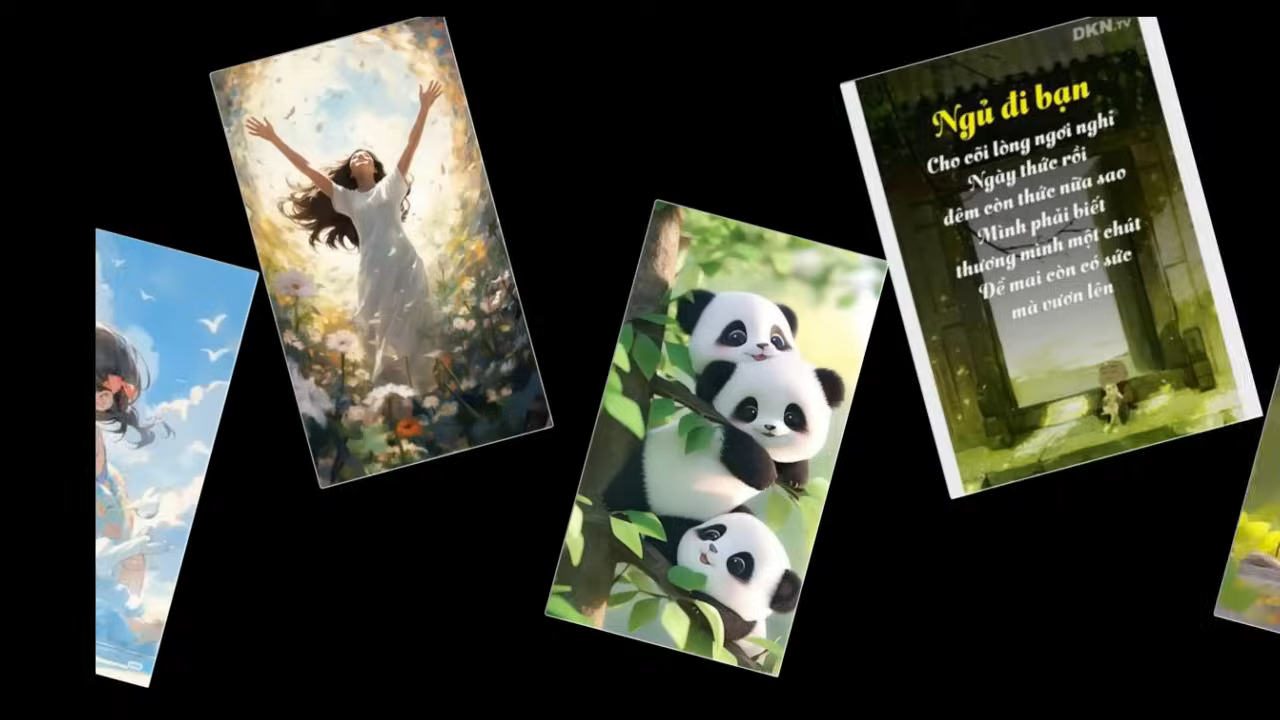 DKN.TV
Ngủ đi bạn
Cho cõi lòng ngơi nghỉ
Ngày thức rồi
đêm còn thức nữa sao
Mình phải biết
thương mình một chút
Để mai còn có sức
mà vươn lên